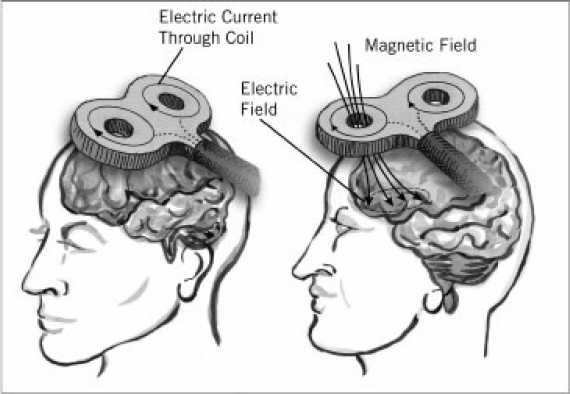 Electric Current
Through Coil
Magnetic Field
Electric
Field